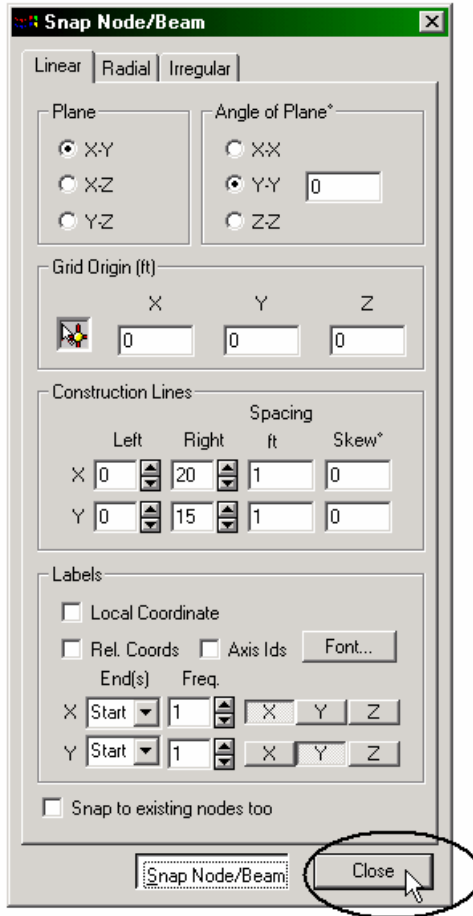 Snap Node/Beam
Linear Radial Irregular
Plane
X-Y
X-Z
Y-Z
Angle of Plane°
X-X
Y-Y 0
Z-Z
Grid Origin (ft)
X Y Z
0 0 0
Construction Lines
Spacing
Left Right ft Skew°
X 0 20 1 0
Y 0 15 1 0
Labels
Local Coordinate
Rel. Coords Axis Ids Font...
End(s) Freq.
X Start 1 X Y Z
Y Start 1 X Y Z
Snap to existing nodes too
Snap Node/Beam Close